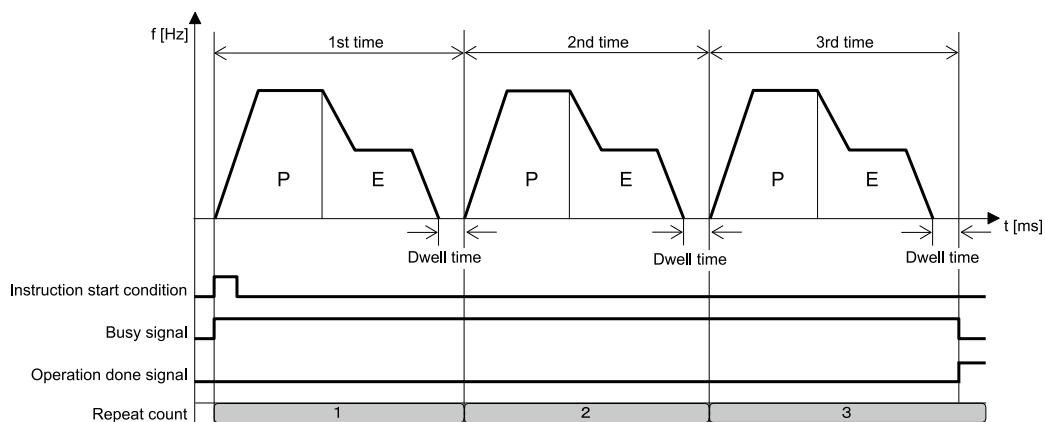 f [Hz]
1st time
2nd time
3rd time
P
E
P
E
P
E
t [ms]
Dwell time
Dwell time
Dwell time
Instruction start condition
Busy signal
Operation done signal
Repeat count
1
2
3